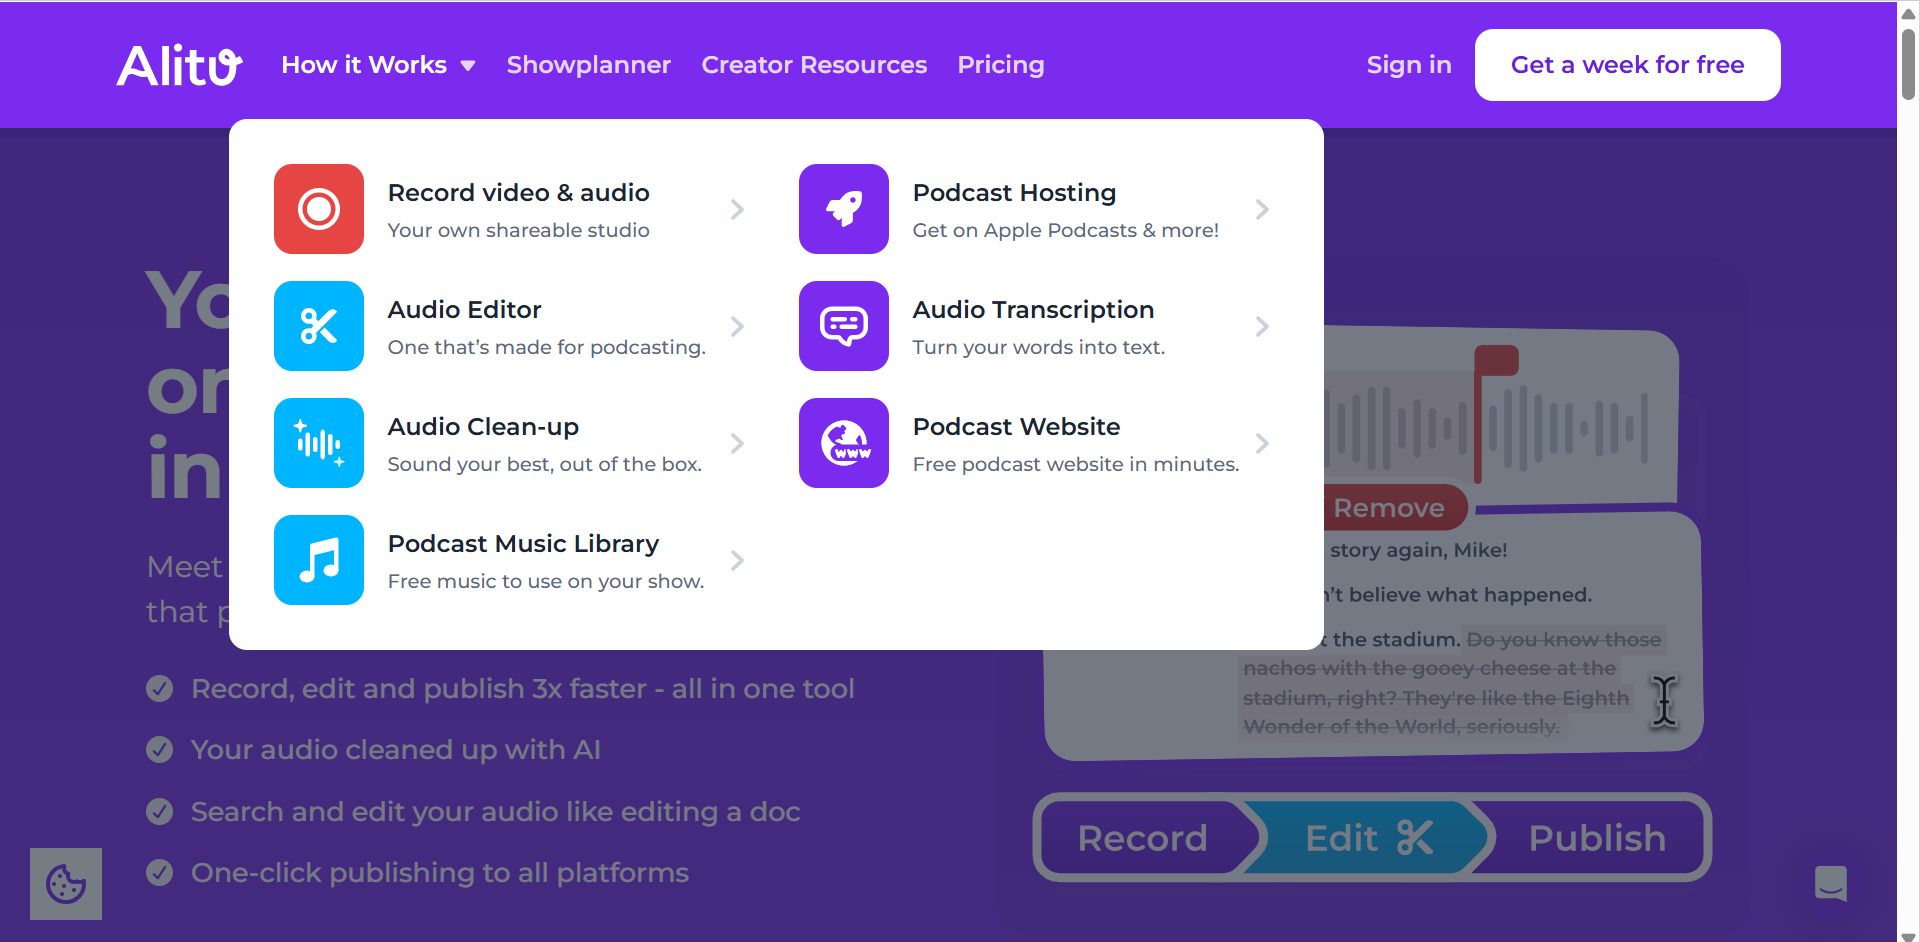 Alitu
How it Works
Showplanner
Creator Resources
Pricing
Sign in
Get a week for free
Record video & audio
Your own shareable studio
Podcast Hosting
Get on Apple Podcasts & more!
Audio Editor
One that's made for podcasting.
Audio Transcription
Turn your words into text.
Audio Clean-up
Sound your best, out of the box.
www
Podcast Website
Free podcast website in minutes.
Podcast Music Library
Free music to use on your show.
in
Meet
that
Record, edit and publish 3x faster - all in one tool
Your audio cleaned up with AI
Search and edit your audio like editing a doc
One-click publishing to all platforms
Remove
story again, Mike!
believe what happened.
the stadium. Do you know those
nachos with the gooey cheese at the
stadium, right? They're like the Eighth
Wonder of the World, seriously.
Record
Edit
Publish